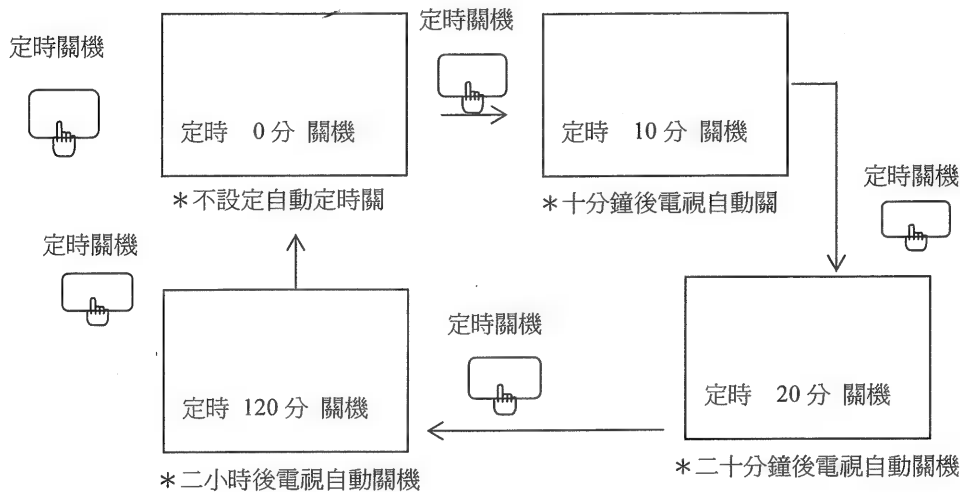 定時關機
定時 0分 關機
＊不設定自動定時關
定時關機
定時 10分 關機
＊十分鐘後電視自動關
定時關機
定時 20分 關機
＊二十分鐘後電視自動關機
定時關機
定時 120分 關機
＊二小時後電視自動關機
定時關機